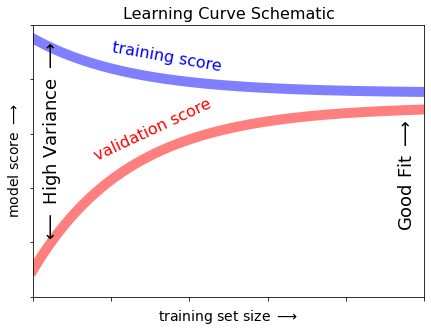 Learning Curve Schematic
training score
validation score
⟵ High Variance ⟶
Good Fit ⟶
model score ⟶
training set size ⟶